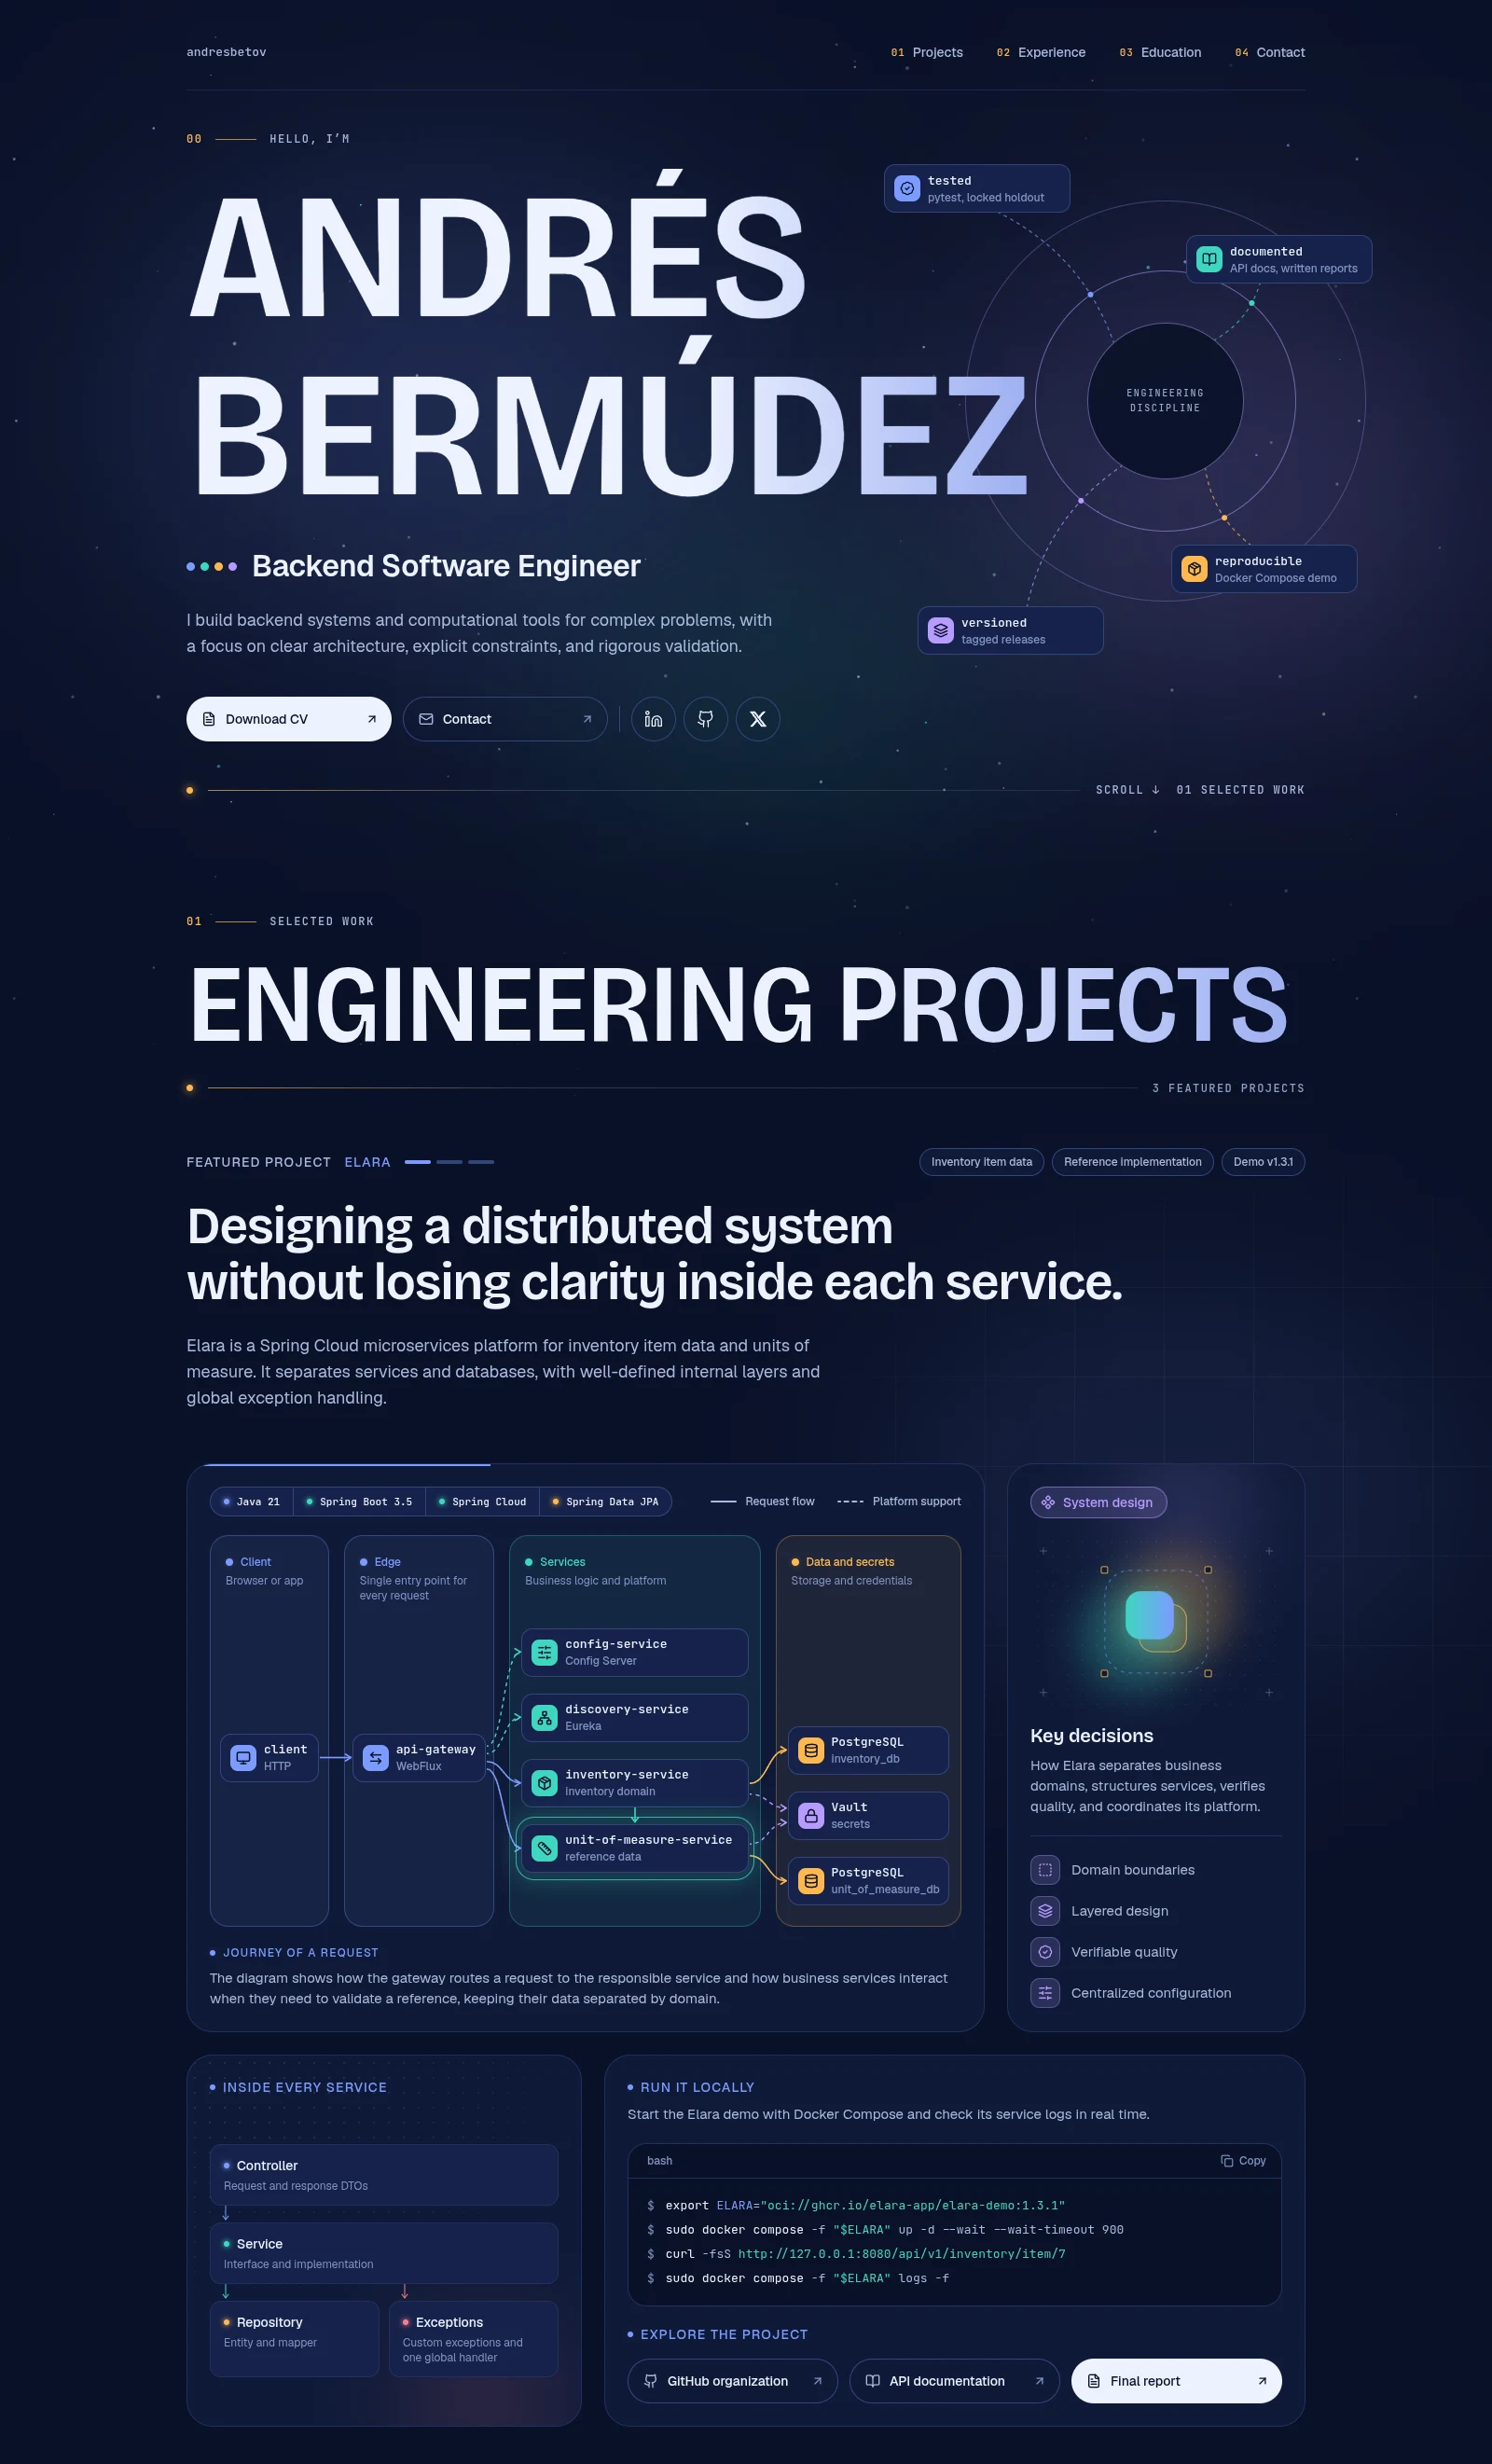 andresbetov
01 Projects 02 Experience 03 Education 04 Contact
00 HELLO, I’M
ANDRÉS
BERMÚDEZ
tested
pytest, locked holdout
documented
API docs, written reports
ENGINEERING
DISCIPLINE
reproducible
Docker Compose demo
versioned
tagged releases
Backend Software Engineer
I build backend systems and computational tools for complex problems, with
a focus on clear architecture, explicit constraints, and rigorous validation.
Download CV
Contact
SCROLL ↓ 01 SELECTED WORK
01 SELECTED WORK
ENGINEERING PROJECTS
3 FEATURED PROJECTS
FEATURED PROJECT ELARA
Inventory item data
Reference implementation
Demo v1.3.1
Designing a distributed system
without losing clarity inside each service.
Elara is a Spring Cloud microservices platform for inventory item data and units of
measure. It separates services and databases, with well-defined internal layers and
global exception handling.
Java 21
Spring Boot 3.5
Spring Cloud
Spring Data JPA
Request flow
Platform support
Client
Browser or app
client
HTTP
Edge
Single entry point for
every request
api-gateway
WebFlux
Services
Business logic and platform
config-service
Config Server
discovery-service
Eureka
inventory-service
inventory domain
unit-of-measure-service
reference data
Data and secrets
Storage and credentials
PostgreSQL
inventory_db
Vault
secrets
PostgreSQL
unit_of_measure_db
JOURNEY OF A REQUEST
The diagram shows how the gateway routes a request to the responsible service and how business services interact
when they need to validate a reference, keeping their data separated by domain.
System design
Key decisions
How Elara separates business
domains, structures services, verifies
quality, and coordinates its platform.
Domain boundaries
Layered design
Verifiable quality
Centralized configuration
INSIDE EVERY SERVICE
Controller
Request and response DTOs
Service
Interface and implementation
Repository
Entity and mapper
Exceptions
Custom exceptions and
one global handler
RUN IT LOCALLY
Start the Elara demo with Docker Compose and check its service logs in real time.
bash
Copy
$ export ELARA="oci://ghcr.io/elara-app/elara-demo:1.3.1"
$ sudo docker compose -f "$ELARA" up -d --wait --wait-timeout 900
$ curl -fsS http://127.0.0.1:8080/api/v1/inventory/item/7
$ sudo docker compose -f "$ELARA" logs -f
EXPLORE THE PROJECT
GitHub organization
API documentation
Final report